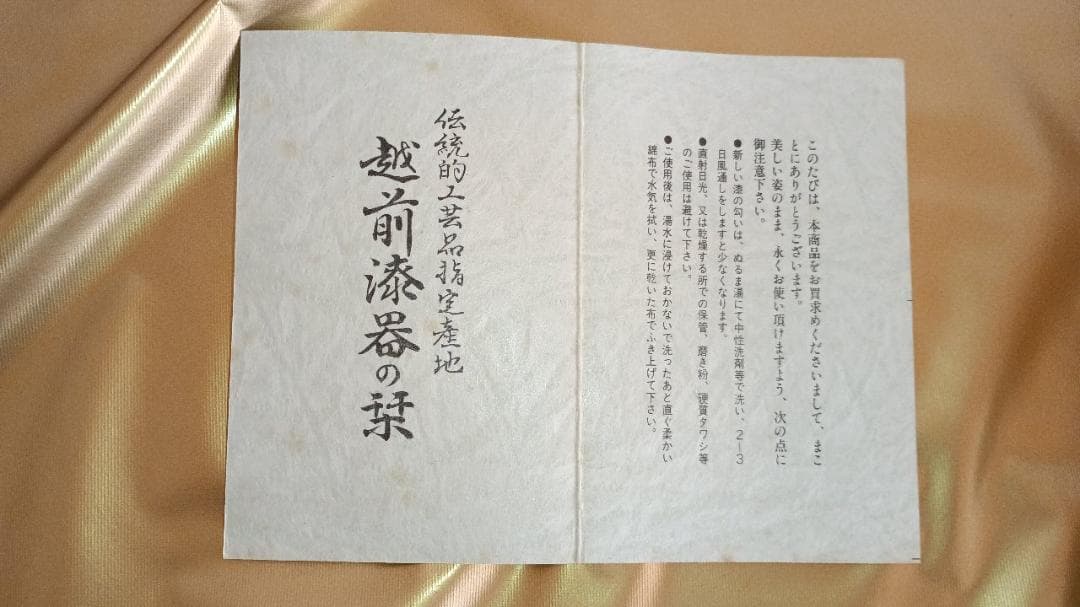 このたびは、本商品をお買求めくださいまして、まこ
とにありがとうございます。
美しい姿のまま、永くお使い頂けますよう、次の点に
御注意下さい。
●新しい漆の匂いは、ぬるま湯にて中性洗剤等で洗い、2−3
日風通しをしますと少なくなります。
●直射日光、又は乾燥する所での保管、磨き粉、硬質タワシ等
のご使用は避けて下さい。
●ご使用後は、湯水に浸けておかないで洗ったあと直ぐ柔かい
綿布で水気を拭い、更に乾いた布でふき上げて下さい。
伝統的工芸品指定産地
越前漆器の栞